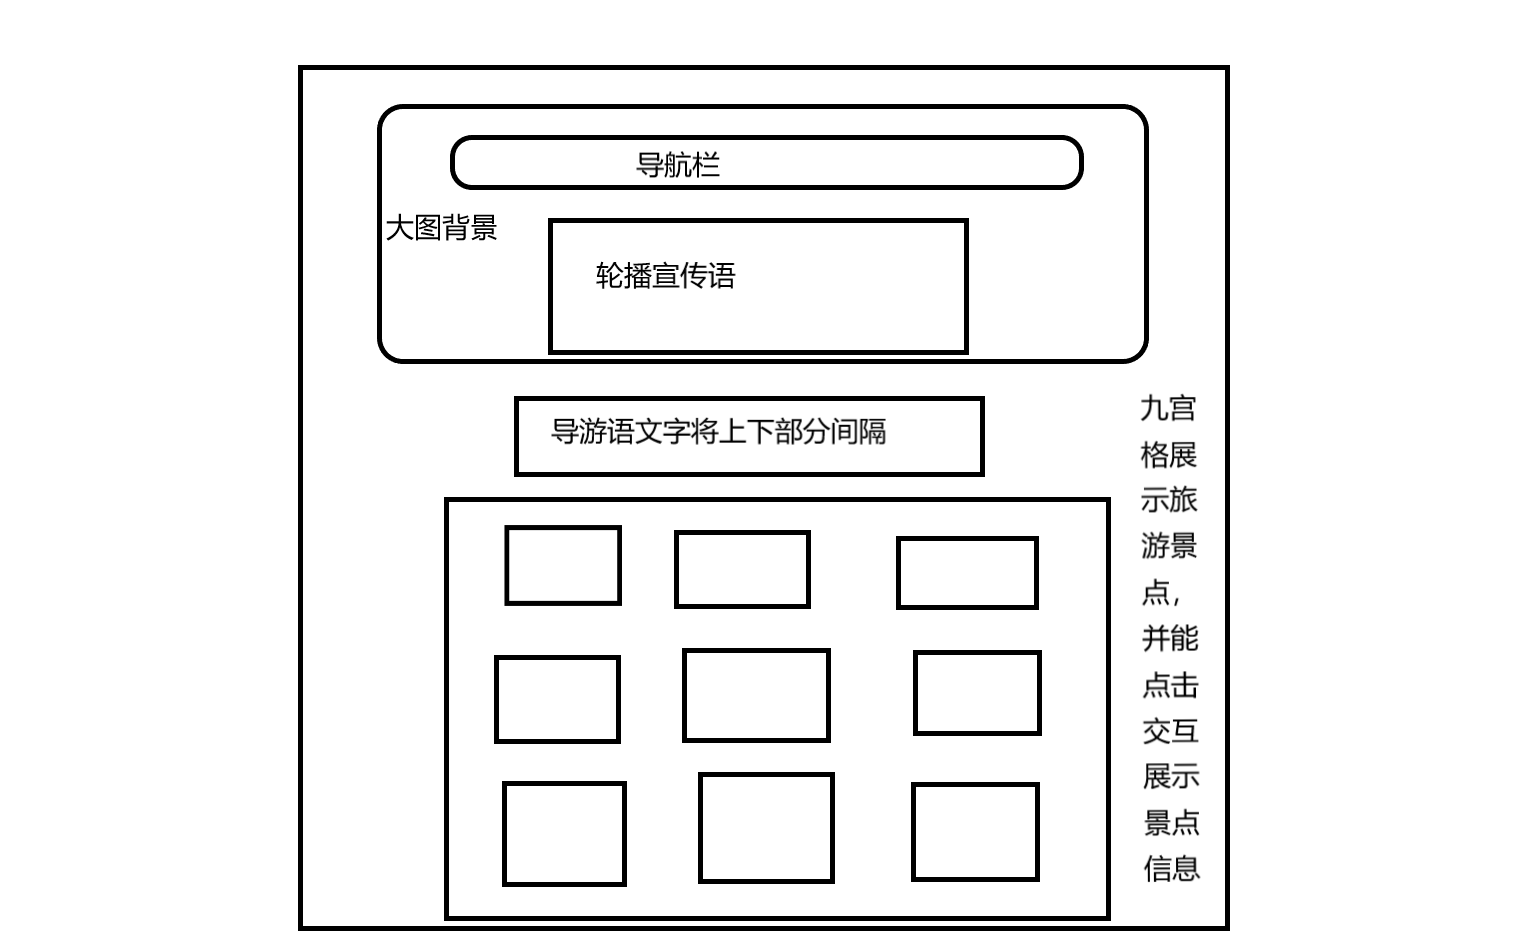 导航栏
大图背景
轮播宣传语
导游语文字将上下部分间隔
九宫
格展
示旅
游景
点，
并能
点击
交互
展示
景点
信息